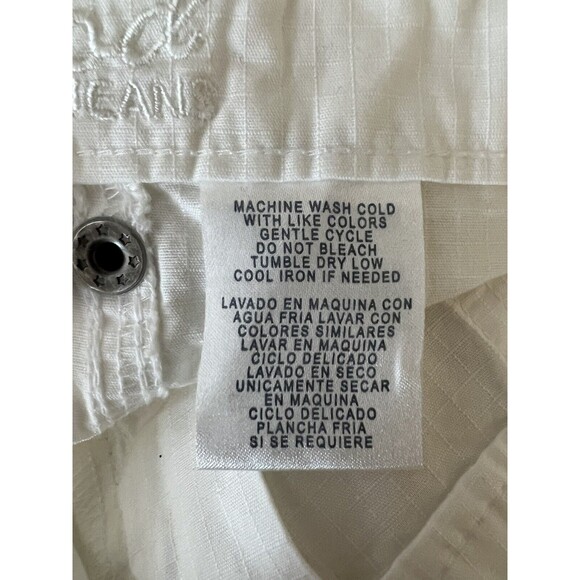 JEANS
MACHINE WASH COLD
WITH LIKE COLORS
GENTLE CYCLE
DO NOT BLEACH
TUMBLE DRY LOW
COOL IRON IF NEEDED
LAVADO EN MAQUINA CON
AGUA FRIA LAVAR CON
COLORES SIMILARES
LAVAR EN MAQUINA
CICLO DELICADO
LAVADO EN SECO
UNICAMENTE SECAR
EN MAQUINA
CICLO DELICADO
PLANCHA FRIA
SI SE REQUIERE